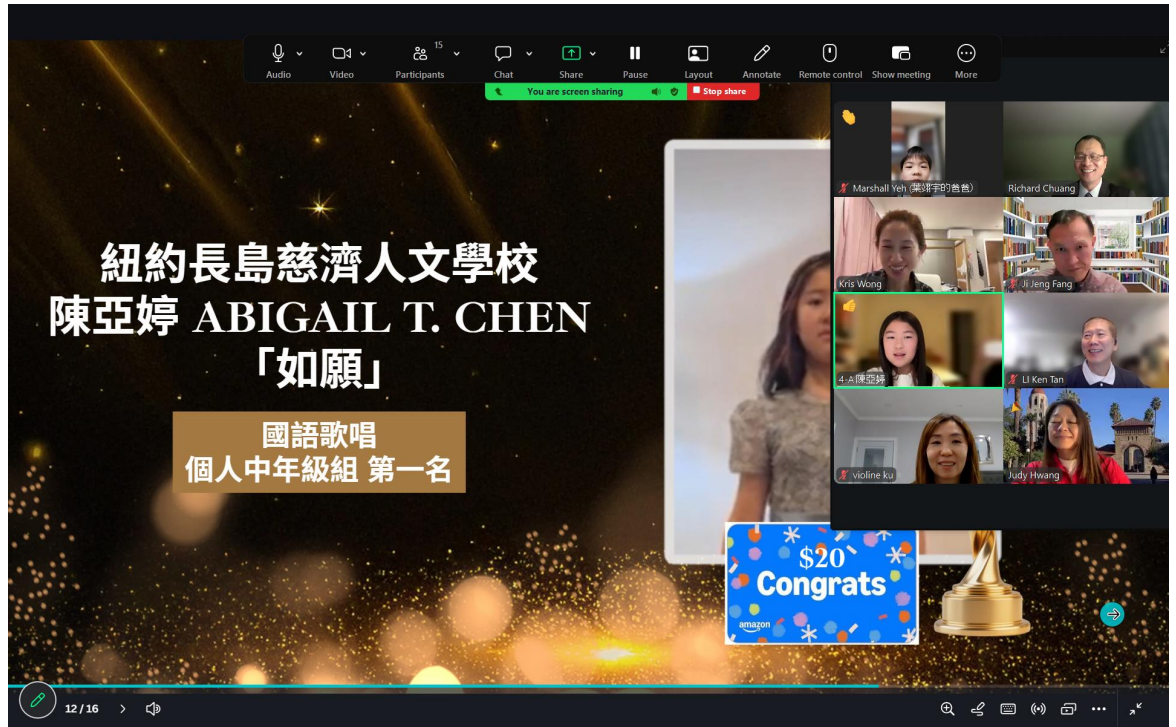 15
Audio
Video
Participants
Chat
Share
Pause
Layout
Annotate
Remote control
Show meeting
More
You are screen sharing
Stop share
紐約長島慈濟人文學校
陳亞婷 ABIGAIL T. CHEN
「如願」
國語歌唱
個人中年級組 第一名
Marshall Yeh (葉翊宇的爸爸)
Richard Chuang
Kris Wong
Ji Jeng Fang
4-A 陳亞婷
LI Ken Tan
violine ku
Judy Hwang
$20
Congrats
amazon
12 / 16